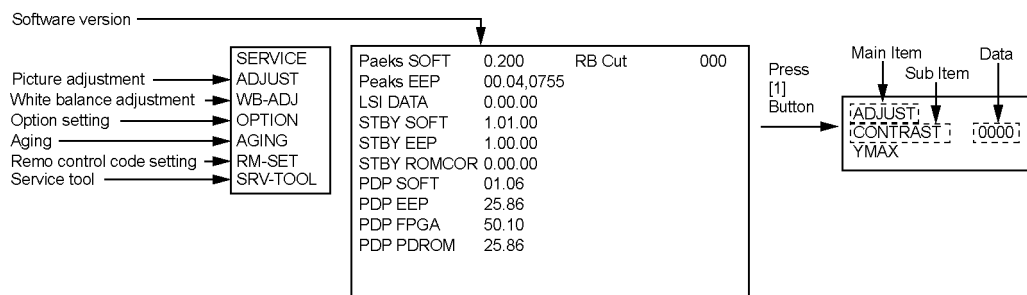 Software version
Picture adjustment
White balance adjustment
Option setting
Aging
Remo control code setting
Service tool
SERVICE
ADJUST
WB-ADJ
OPTION
AGING
RM-SET
SRV-TOOL
Paeks SOFT 0.200 RB Cut 000
Peaks EEP 00.04,0755
LSI DATA 0.00.00
STBY SOFT 1.01.00
STBY EEP 1.00.00
STBY ROMCOR 0.00.00
PDP SOFT 01.06
PDP EEP 25.86
PDP FPGA 50.10
PDP PDROM 25.86
Press
[1]
Button
Main Item
Sub Item
Data
ADJUST
CONTRAST 0000
YMAX